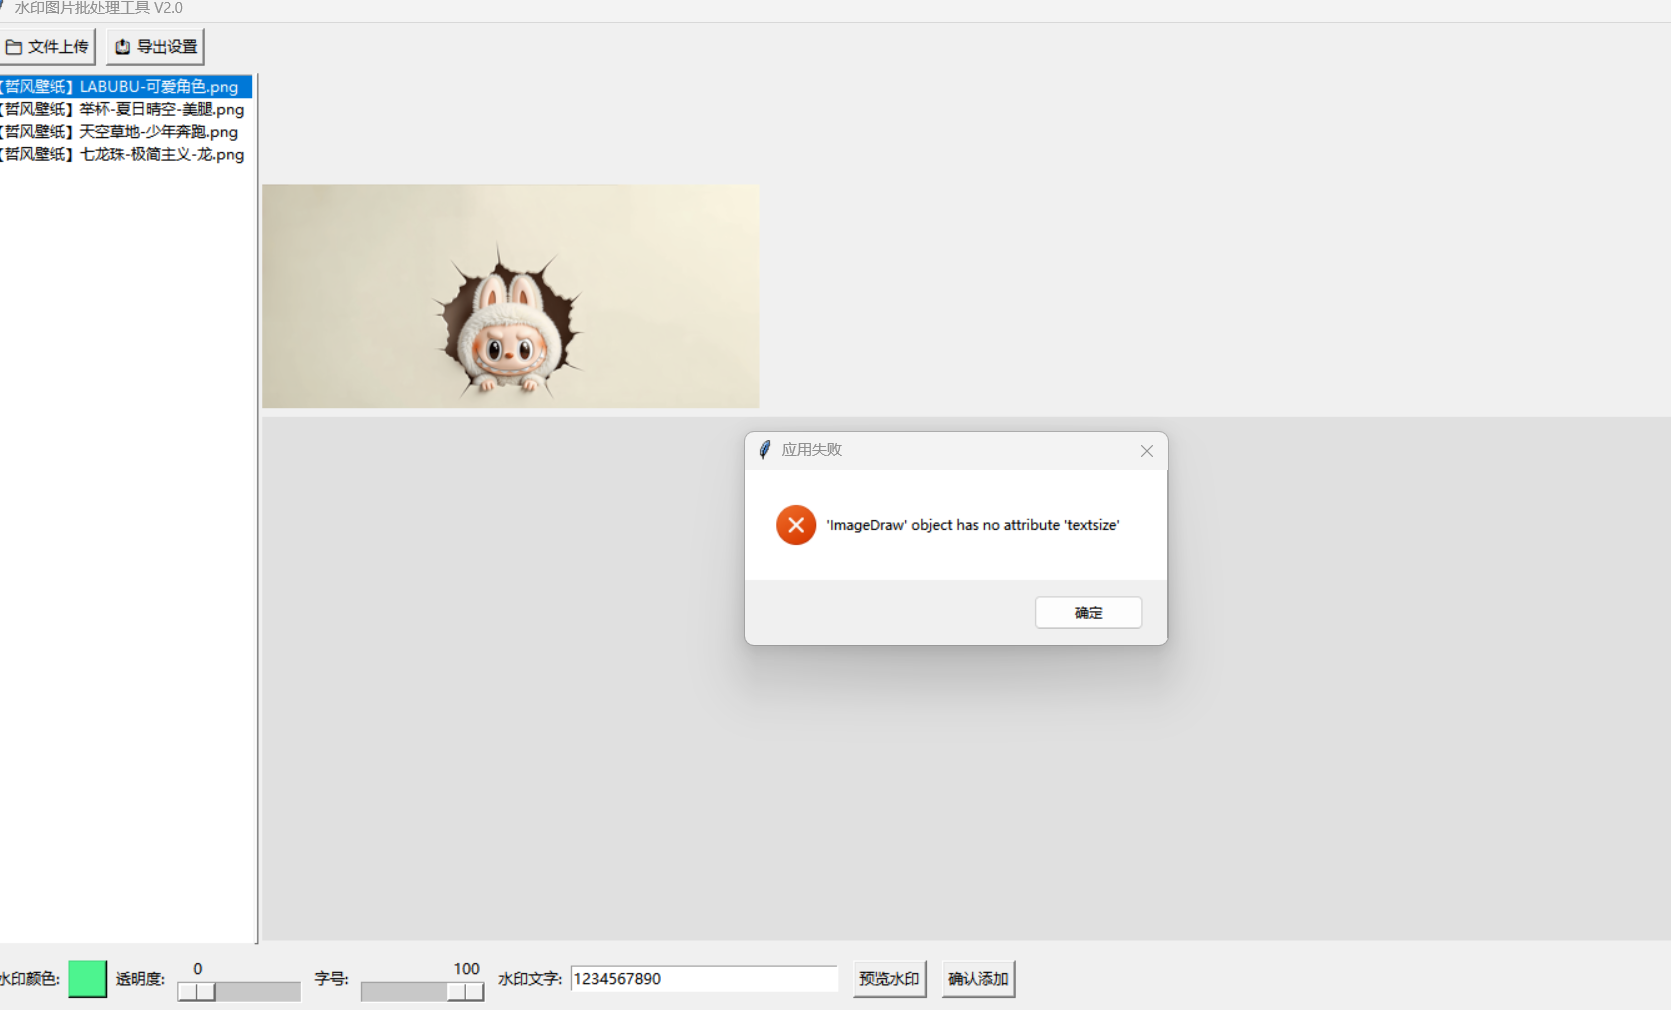 水印图片批处理工具 V2.0
文件上传 导出设置
【哲风壁纸】LABUBU-可爱角色.png
【哲风壁纸】举杯-夏日晴空-美腿.png
【哲风壁纸】天空草地-少年奔跑.png
【哲风壁纸】七龙珠-极简主义-龙.png
应用失败
'ImageDraw' object has no attribute 'textsize'
确定
水印颜色: 透明度: 0 字号: 100 水印文字: 1234567890 预览水印 确认添加